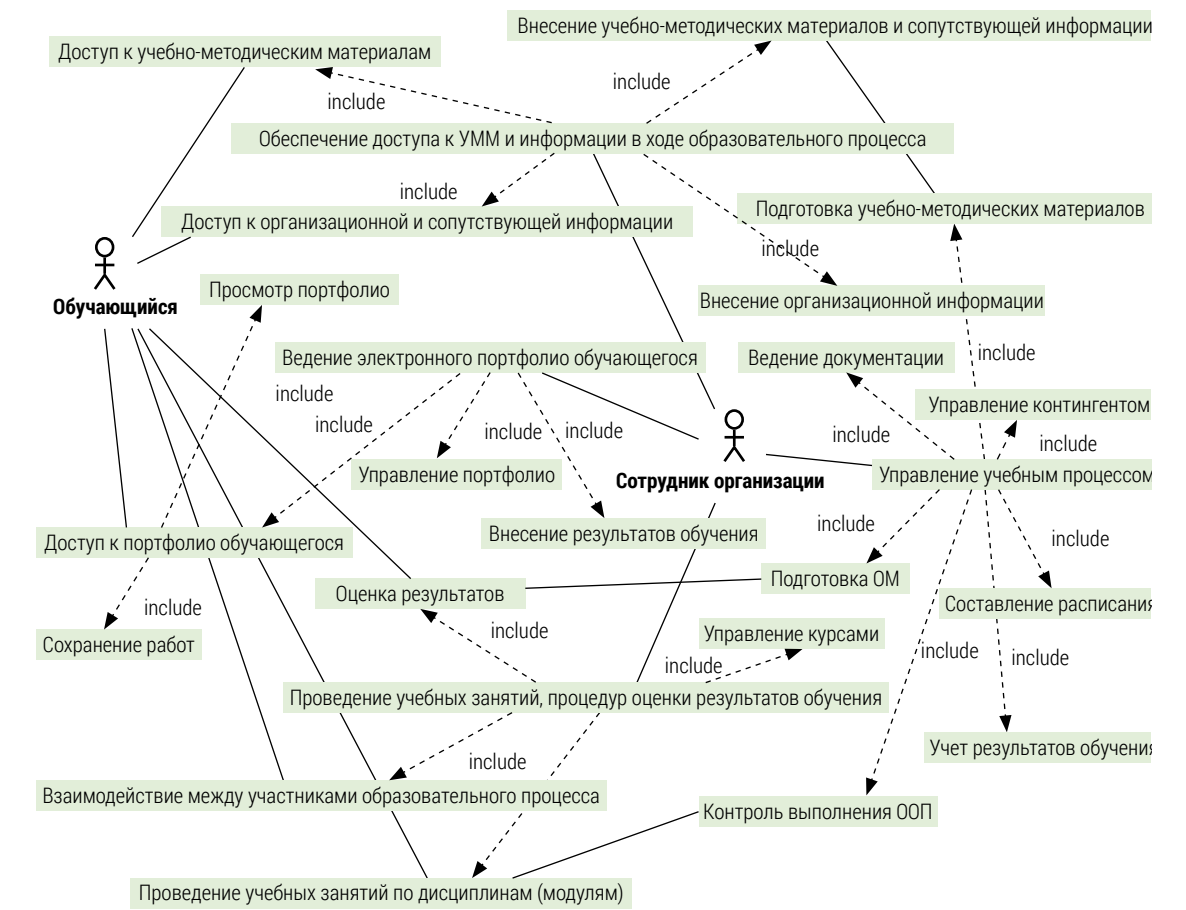 Внесение учебно-методических материалов и сопутствующей информации
Доступ к учебно-методическим материалам
include
include
Обеспечение доступа к УММ и информации в ходе образовательного процесса
include
Доступ к организационной и сопутствующей информации
Подготовка учебно-методических материалов
include
Обучающийся
Просмотр портфолио
Внесение организационной информации
Ведение электронного портфолио обучающегося
Ведение документации
include
include
Управление контингентом
include
include
include
include
include
Управление портфолио
Сотрудник организации
Управление учебным процессом
Внесение результатов обучения
include
include
Доступ к портфолио обучающегося
Оценка результатов
Подготовка ОМ
Составление расписания
include
include
Управление курсами
Сохранение работ
include
include
include
Проведение учебных занятий, процедур оценки результатов обучения
Учет результатов обучения
include
Взаимодействие между участниками образовательного процесса
Контроль выполнения ООП
Проведение учебных занятий по дисциплинам (модулям)